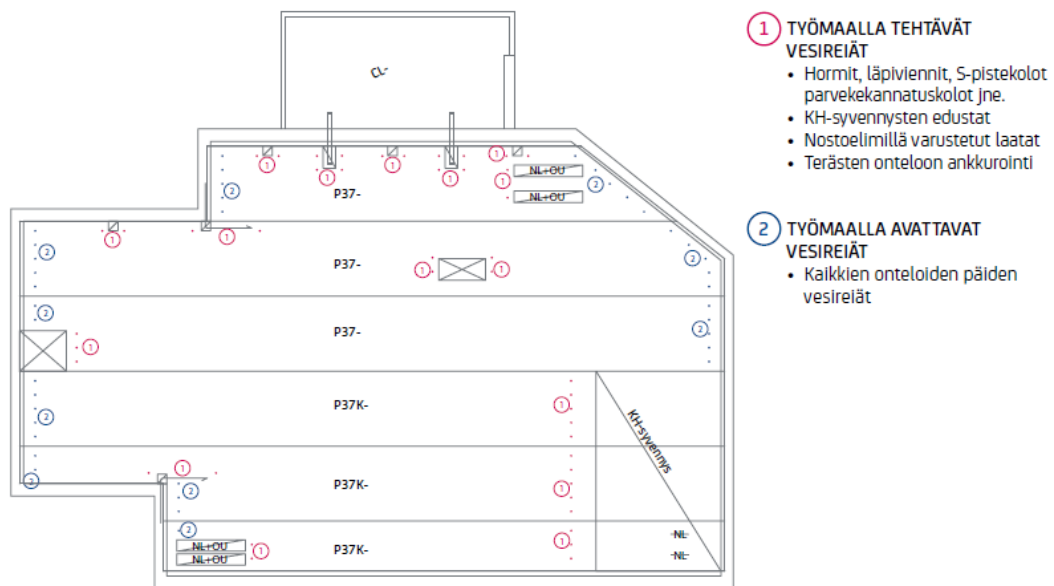 CL-
1
1
1
1
1
NL+OU
1
2
2
P37-
NL+OU
1
1
2
P37-
1
1
2
2
P37-
2
1
P37K-
1
2
KH-syvennys
1
2
2
P37K-
1
2
NL+OU
NL+OU
1
P37K-
1
NL
NL
1 TYÖMAALLA TEHTÄVÄT
VESIREIÄT
• Hormit, läpiviennit, S-pistekolot
parvekekannatuskolot jne.
• KH-syvennysten edustat
• Nostoelimillä varustetut laatat
• Terästen onteloon ankkurointi
2 TYÖMAALLA AVATTAVAT
VESIREIÄT
• Kaikkien onteloiden päiden
vesireiät